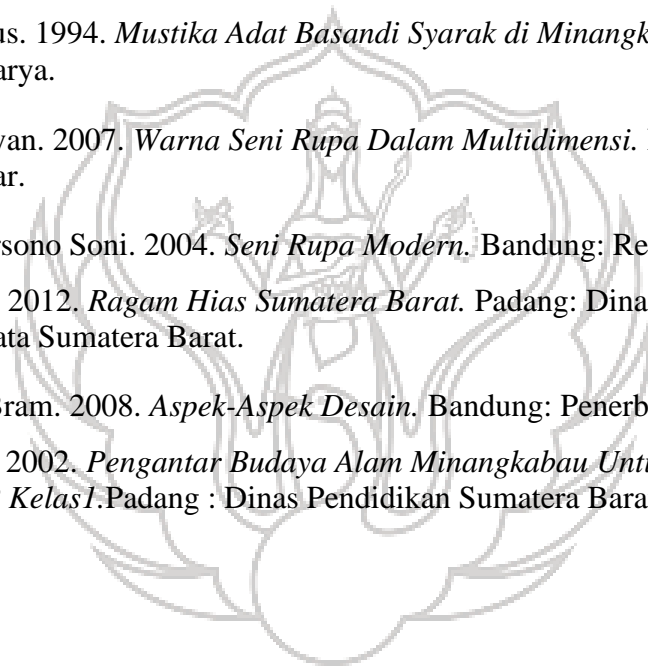 us. 1994. Mustika Adat Basandi Syarak di Minangk
arya.
van. 2007. Warna Seni Rupa Dalam Multidimensi.
ar.
rsono Soni. 2004. Seni Rupa Modern. Bandung: Re
2012. Ragam Hias Sumatera Barat. Padang: Dina
ata Sumatera Barat.
Bram. 2008. Aspek-Aspek Desain. Bandung: Penerb
2002. Pengantar Budaya Alam Minangkabau Untu
Kelas1.Padang : Dinas Pendidikan Sumatera Bara